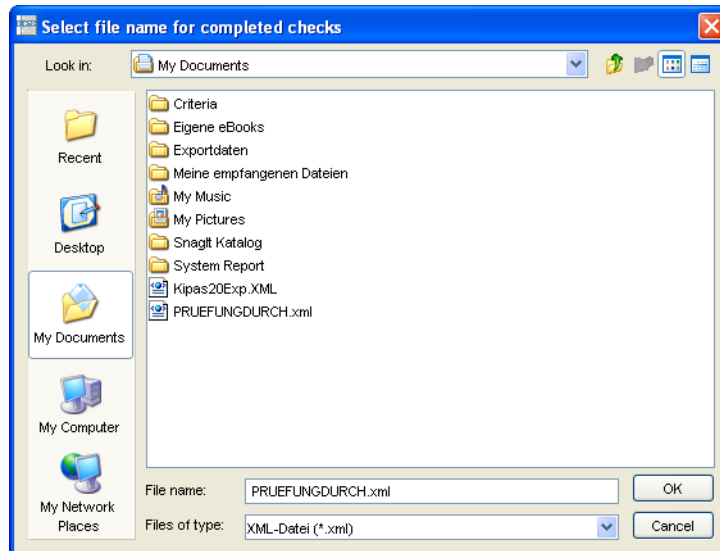 Select file name for completed checks
Look in:
My Documents
Recent
Desktop
My Documents
My Computer
My Network
Places
Criteria
Eigene eBooks
Exportdaten
Meine empfangenen Dateien
My Music
My Pictures
SnagIt Katalog
System Report
Kipas20Exp.XML
PRUEFUNGDURCH.xml
File name:
PRUEFUNGDURCH.xml
OK
Files of type:
XML-Datei (*.xml)
Cancel